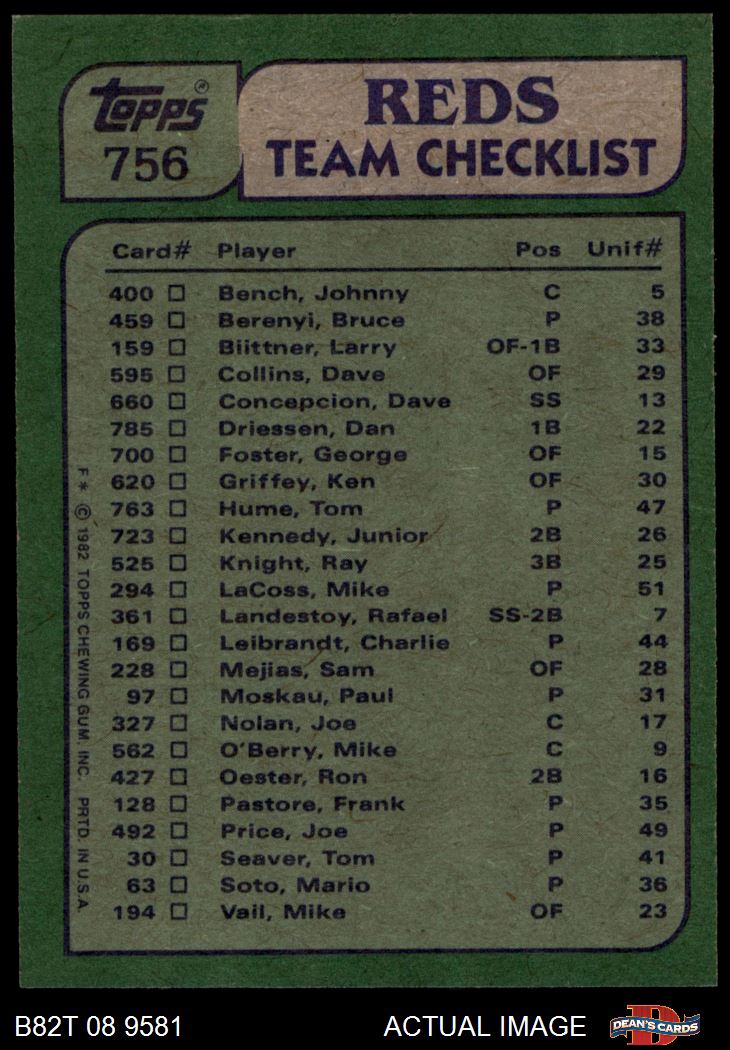 Topps®
756
REDS
TEAM CHECKLIST
Card# Player Pos Unif#
400 □ Bench, Johnny C 5
459 □ Berenyi, Bruce P 38
159 □ Biittner, Larry OF-1B 33
595 □ Collins, Dave OF 29
660 □ Concepcion, Dave SS 13
785 □ Driessen, Dan 1B 22
700 □ Foster, George OF 15
620 □ Griffey, Ken OF 30
763 □ Hume, Tom P 47
723 □ Kennedy, Junior 2B 26
525 □ Knight, Ray 3B 25
294 □ LaCoss, Mike P 51
361 □ Landestoy, Rafael SS-2B 7
169 □ Leibrandt, Charlie P 44
228 □ Mejias, Sam OF 28
97 □ Moskau, Paul P 31
327 □ Nolan, Joe C 17
562 □ O'Berry, Mike C 9
427 □ Oester, Ron 2B 16
128 □ Pastore, Frank P 35
492 □ Price, Joe P 49
30 □ Seaver, Tom P 41
63 □ Soto, Mario P 36
194 □ Vail, Mike OF 23
F* © 1982 TOPPS CHEWING GUM, INC. PRTD. IN U.S.A.
B82T 08 9581 ACTUAL IMAGE
D
DEAN'S CARDS